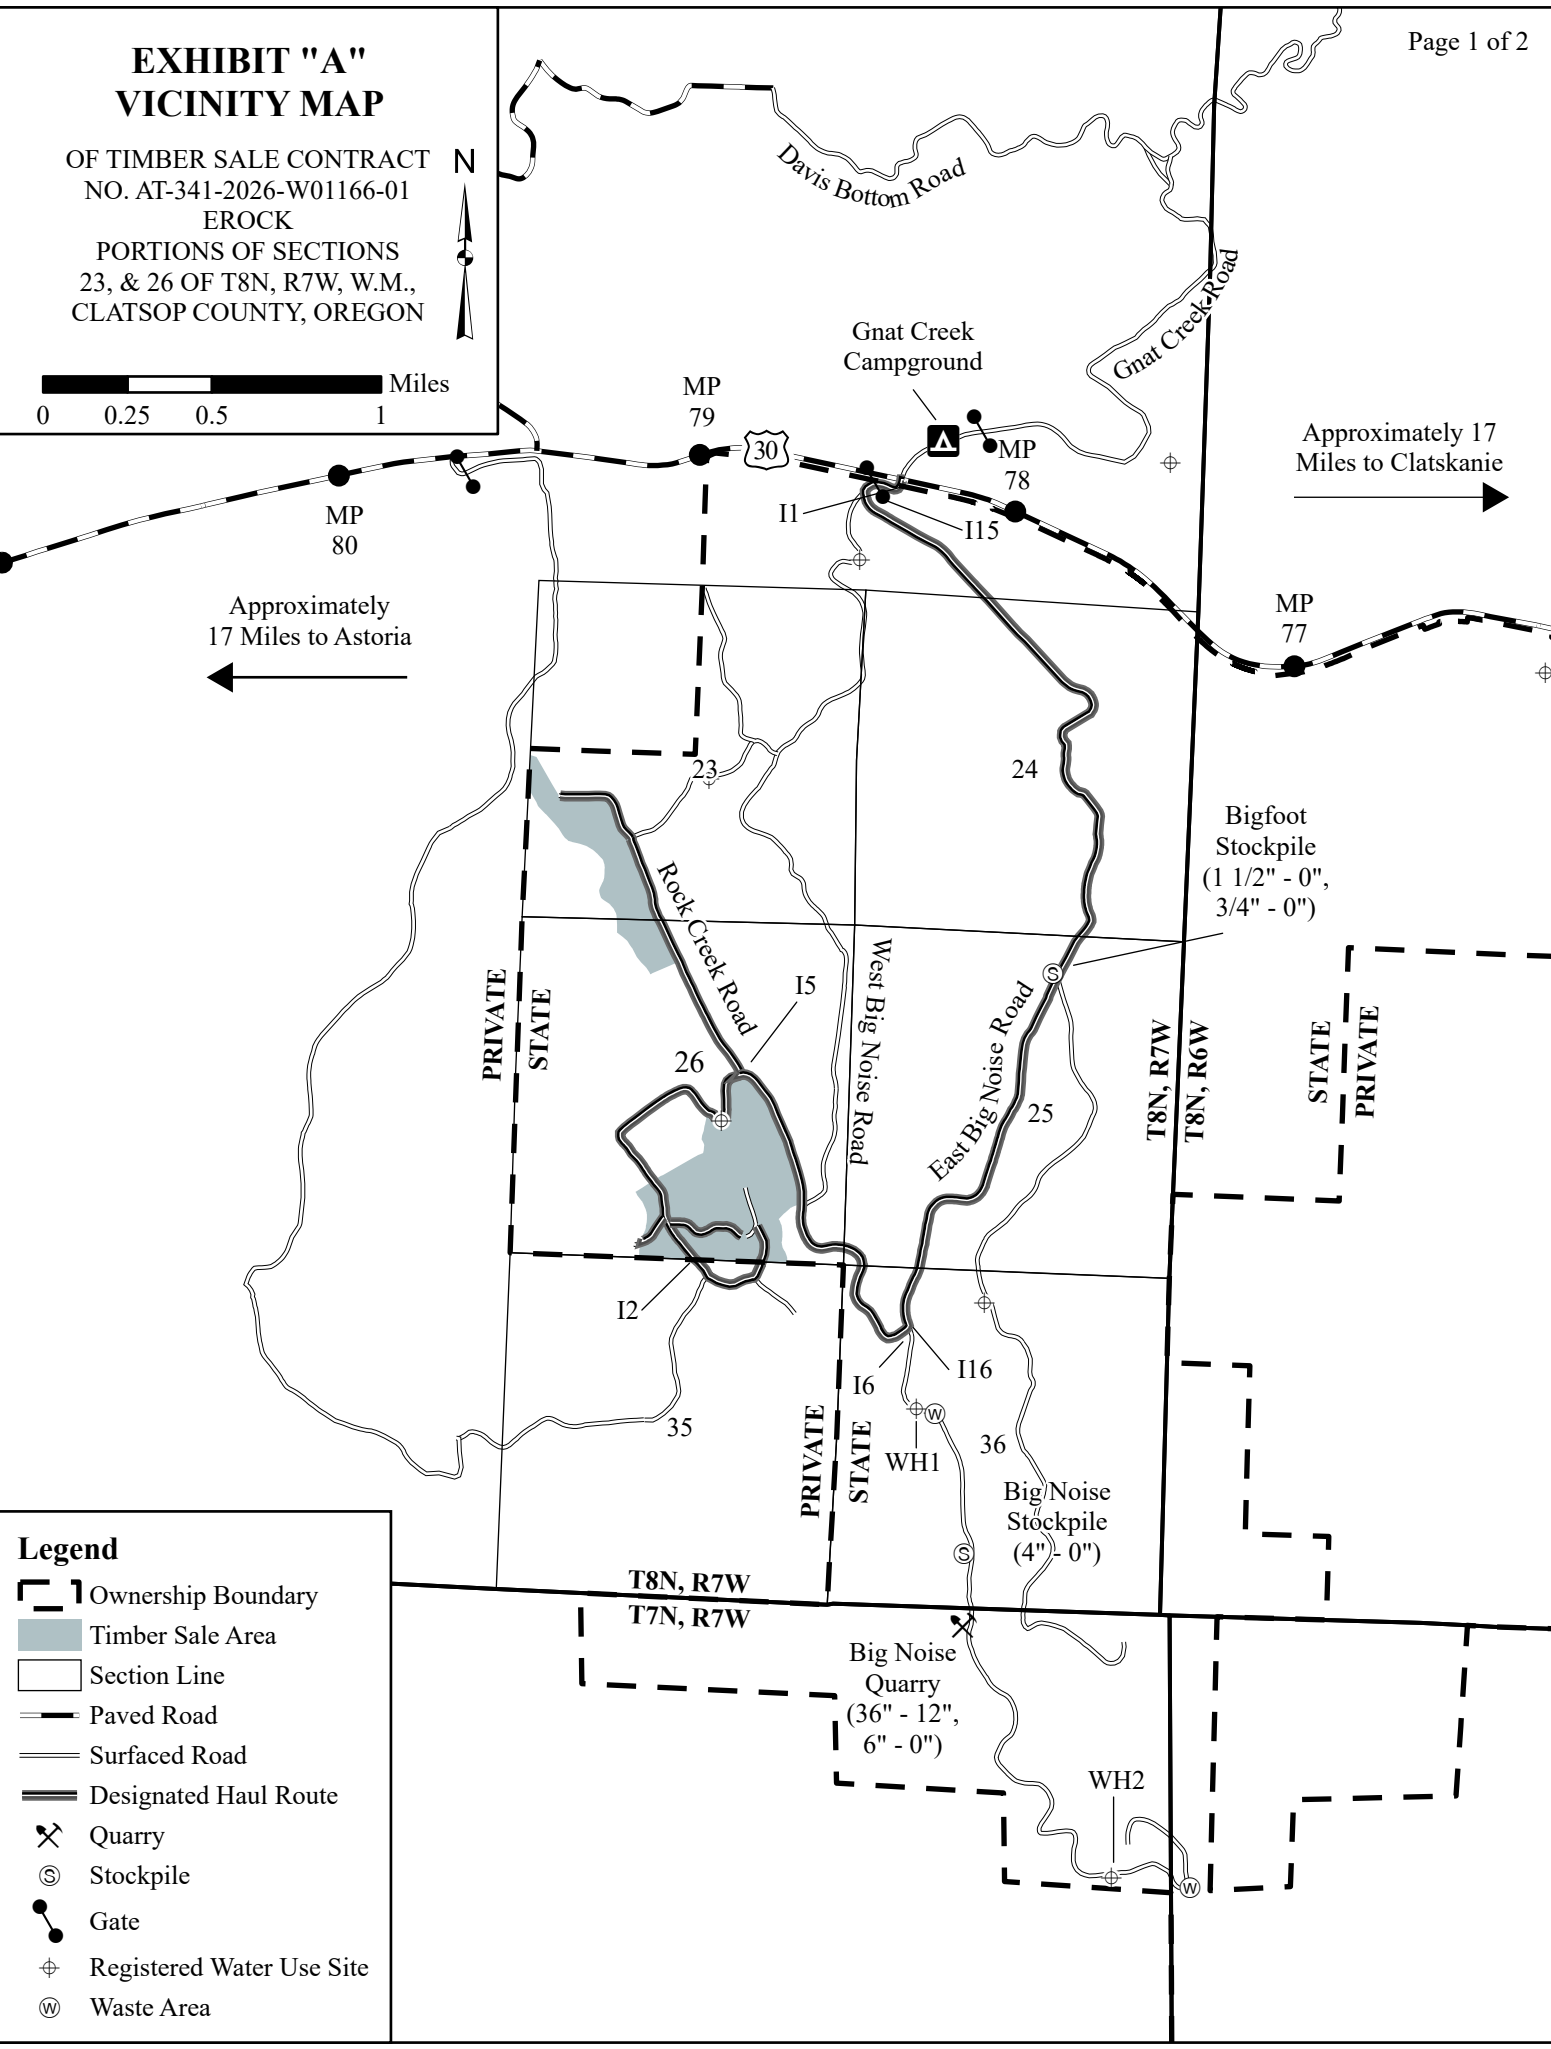 EXHIBIT "A"
VICINITY MAP
OF TIMBER SALE CONTRACT
NO. AT-341-2026-W01166-01
EROCK
PORTIONS OF SECTIONS
23, & 26 OF T8N, R7W, W.M.,
CLATSOP COUNTY, OREGON
N
Miles
0 0.25 0.5 1
Page 1 of 2
Davis Bottom Road
Gnat Creek Road
Gnat Creek
Campground
MP
79
30
MP
78
MP
80
I1
I15
Approximately 17
Miles to Clatskanie
Approximately
17 Miles to Astoria
MP
77
23
24
Bigfoot
Stockpile
(1 1/2" - 0",
3/4" - 0")
S
Rock Creek Road
West Big Noise Road
East Big Noise Road
I5
26
25
PRIVATE
STATE
T8N, R7W
T8N, R6W
STATE
PRIVATE
I2
I6
I16
35
36
W
WH1
PRIVATE
STATE
Big Noise
Stockpile
(4" - 0")
S
T8N, R7W
T7N, R7W
Big Noise
Quarry
(36" - 12",
6" - 0")
WH2
W
Legend
Ownership Boundary
Timber Sale Area
Section Line
Paved Road
Surfaced Road
Designated Haul Route
Quarry
S Stockpile
Gate
Registered Water Use Site
W Waste Area